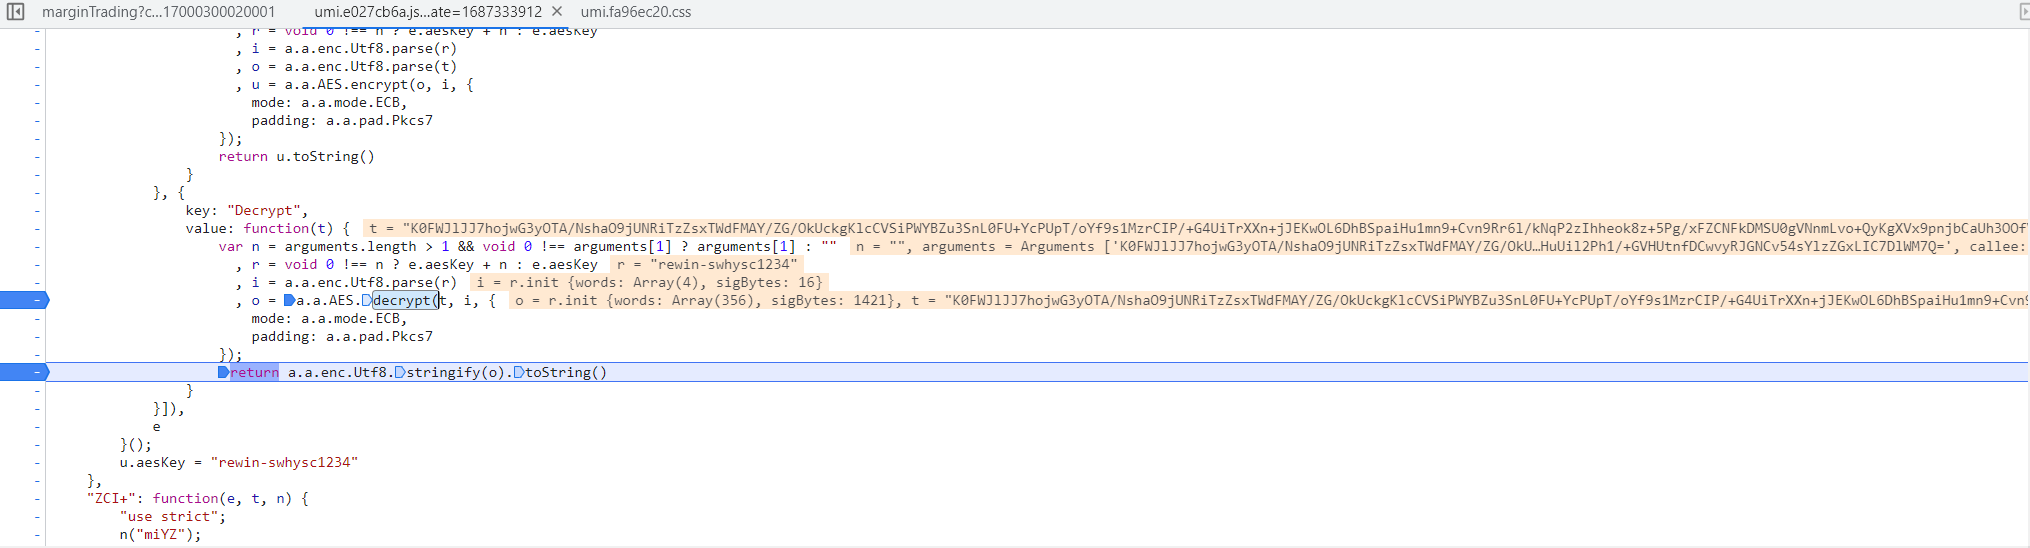 marginTrading?c...17000300020001 umi.e027cb6a.js...ate=1687333912 × umi.fa96ec20.css
, r = void 0 !== n ? e.aesKey + n : e.aesKey
, i = a.a.enc.Utf8.parse(r)
, o = a.a.enc.Utf8.parse(t)
, u = a.a.AES.encrypt(o, i, {
mode: a.a.mode.ECB,
padding: a.a.pad.Pkcs7
});
return u.toString()
}
}, {
key: "Decrypt",
value: function(t) { t = "K0FWJlJJ7hojwG3yOTA/NshaO9jUNRiTzZsxTWdFMAY/ZG/OkUckgKlcCVSiPWYBZu3SnL0FU+YcPUpT/oYf9s1MzrCIP/+G4UiTrXXn+jJEKwOL6DhBSpaiHu1mn9+Cvn9Rr6l/kNqP2zIhheok8z+5Pg/xFZCNFkDMSU0gVNnmLvo+QyKgXVx9pnjbCaUh3OOf
var n = arguments.length > 1 && void 0 !== arguments[1] ? arguments[1] : "" n = "", arguments = Arguments ['K0FWJlJJ7hojwG3yOTA/NshaO9jUNRiTzZsxTWdFMAY/ZG/OkU…HuUil2Ph1/+GVHUtnfDCwvyRJGNCv54sYlzZGxLIC7DlWM7Q=', callee:
, r = void 0 !== n ? e.aesKey + n : e.aesKey r = "rewin-swhysc1234"
, i = a.a.enc.Utf8.parse(r) i = r.init {words: Array(4), sigBytes: 16}
, o = a.a.AES.decrypt(t, i, { o = r.init {words: Array(356), sigBytes: 1421}, t = "K0FWJlJJ7hojwG3yOTA/NshaO9jUNRiTzZsxTWdFMAY/ZG/OkUckgKlcCVSiPWYBZu3SnL0FU+YcPUpT/oYf9s1MzrCIP/+G4UiTrXXn+jJEKwOL6DhBSpaiHu1mn9+Cvn9
mode: a.a.mode.ECB,
padding: a.a.pad.Pkcs7
});
return a.a.enc.Utf8.stringify(o).toString()
}
}]),
e
}();
u.aesKey = "rewin-swhysc1234"
},
"ZCI+": function(e, t, n) {
"use strict";
n("miYZ");